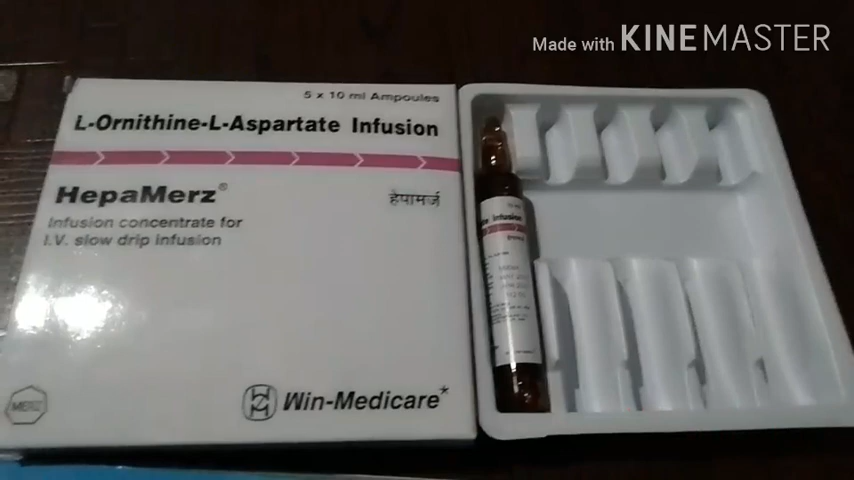 Made with KINEMASTER
5 x 10 ml Ampoules
L-Ornithine-L-Aspartate Infusion
HepaMerz®
हेपामर्ज़
Infusion concentrate for
I.V. slow drip infusion
MERZ
Win-Medicare*
Infusion